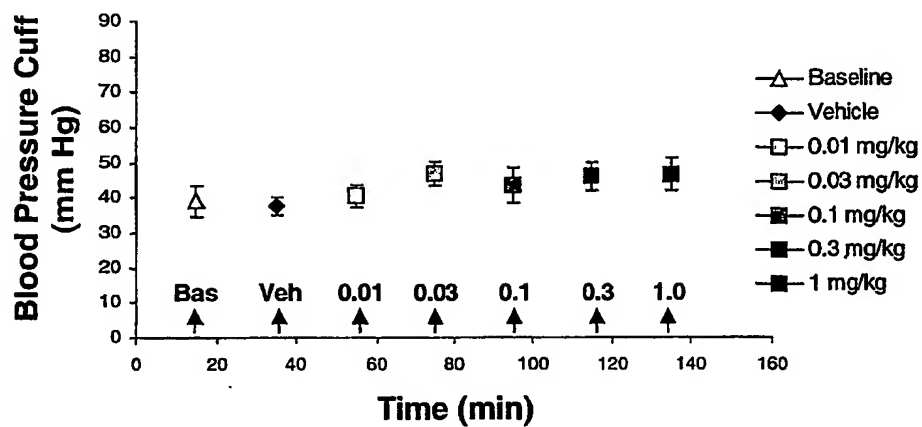 Blood Pressure Cuff
(mm Hg)
90
80
70
60
50
40
30
20
10
0
Bas Veh 0.01 0.03 0.1 0.3 1.0
0 20 40 60 80 100 120 140 160
Time (min)
Baseline
Vehicle
0.01 mg/kg
0.03 mg/kg
0.1 mg/kg
0.3 mg/kg
1 mg/kg